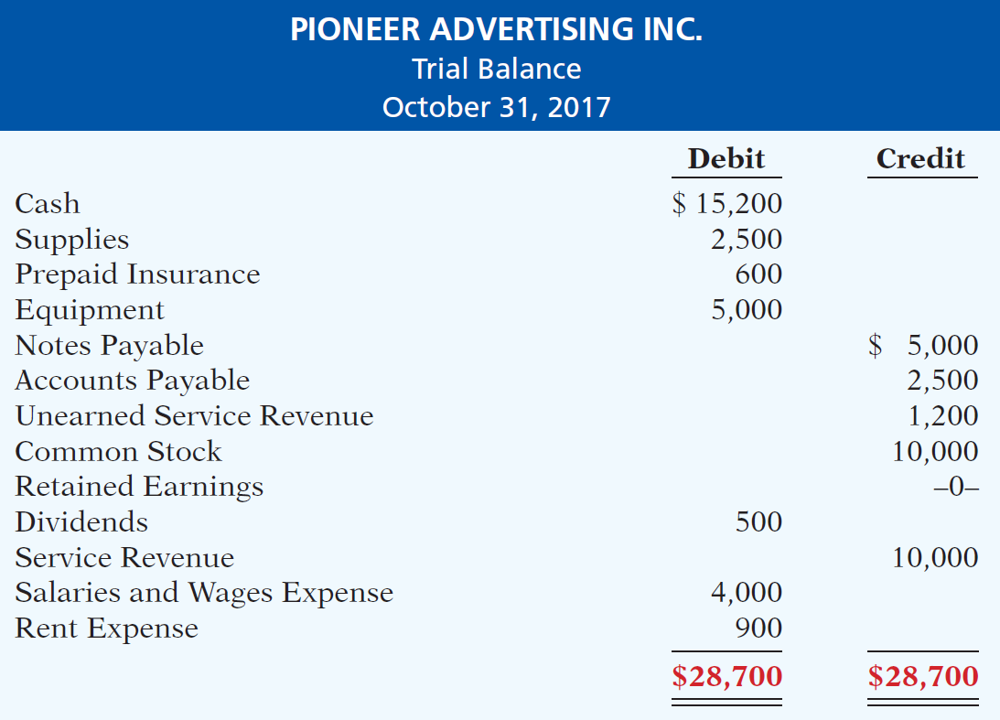 PIONEER ADVERTISING INC.
Trial Balance
October 31, 2017
Debit Credit
Cash $ 15,200
Supplies 2,500
Prepaid Insurance 600
Equipment 5,000
Notes Payable $ 5,000
Accounts Payable 2,500
Unearned Service Revenue 1,200
Common Stock 10,000
Retained Earnings –0–
Dividends 500
Service Revenue 10,000
Salaries and Wages Expense 4,000
Rent Expense 900
$28,700 $28,700